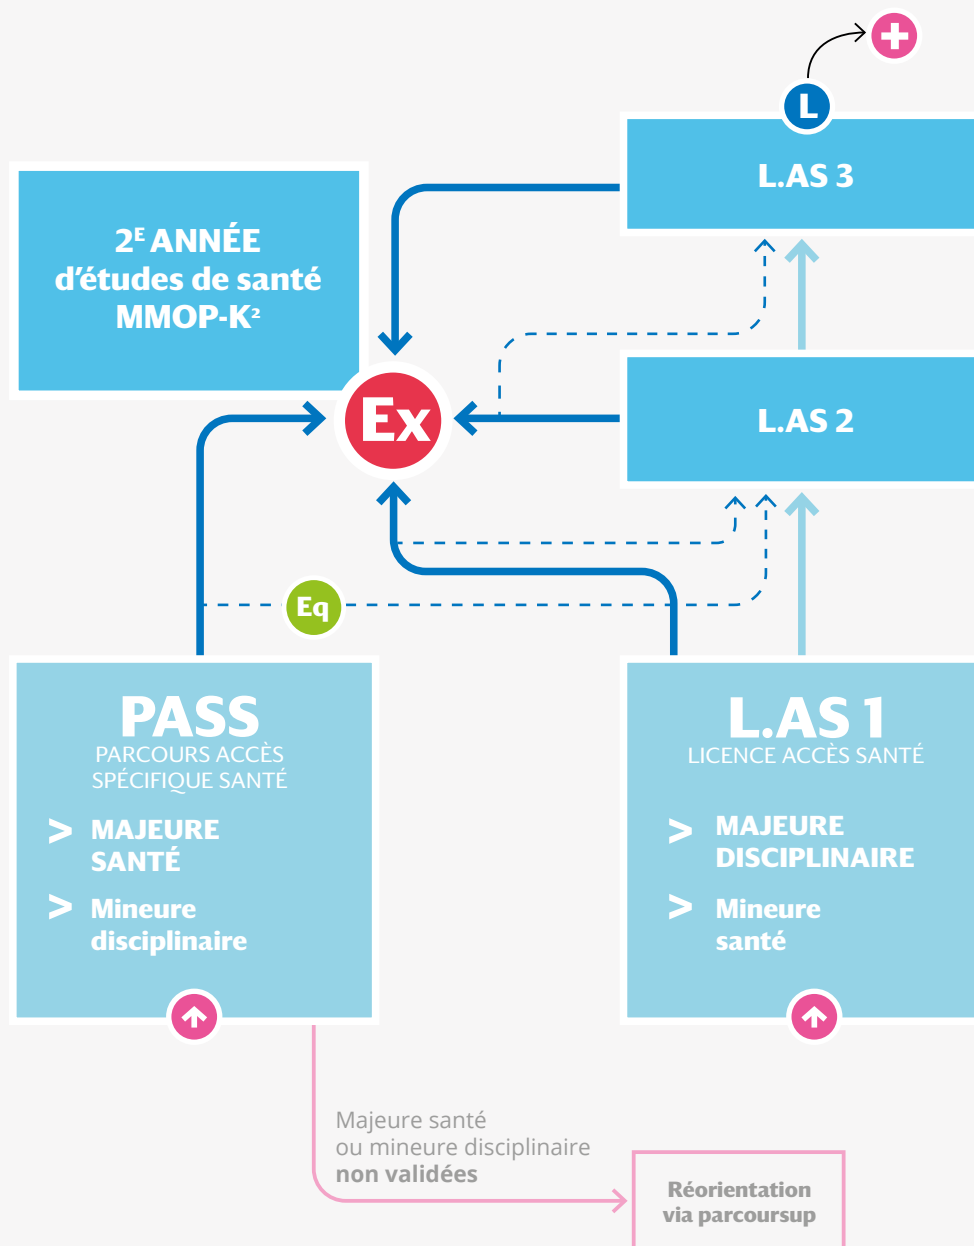 L
L.AS 3
2E ANNÉE
d'études de santé
MMOP-K²
Ex
L.AS 2
Eq
PASS
PARCOURS ACCÈS
SPÉCIFIQUE SANTÉ
> MAJEURE
SANTÉ
> Mineure
disciplinaire
L.AS 1
LICENCE ACCÈS SANTÉ
> MAJEURE
DISCIPLINAIRE
> Mineure
santé
Majeure santé
ou mineure disciplinaire
non validées
Réorientation
via parcoursup